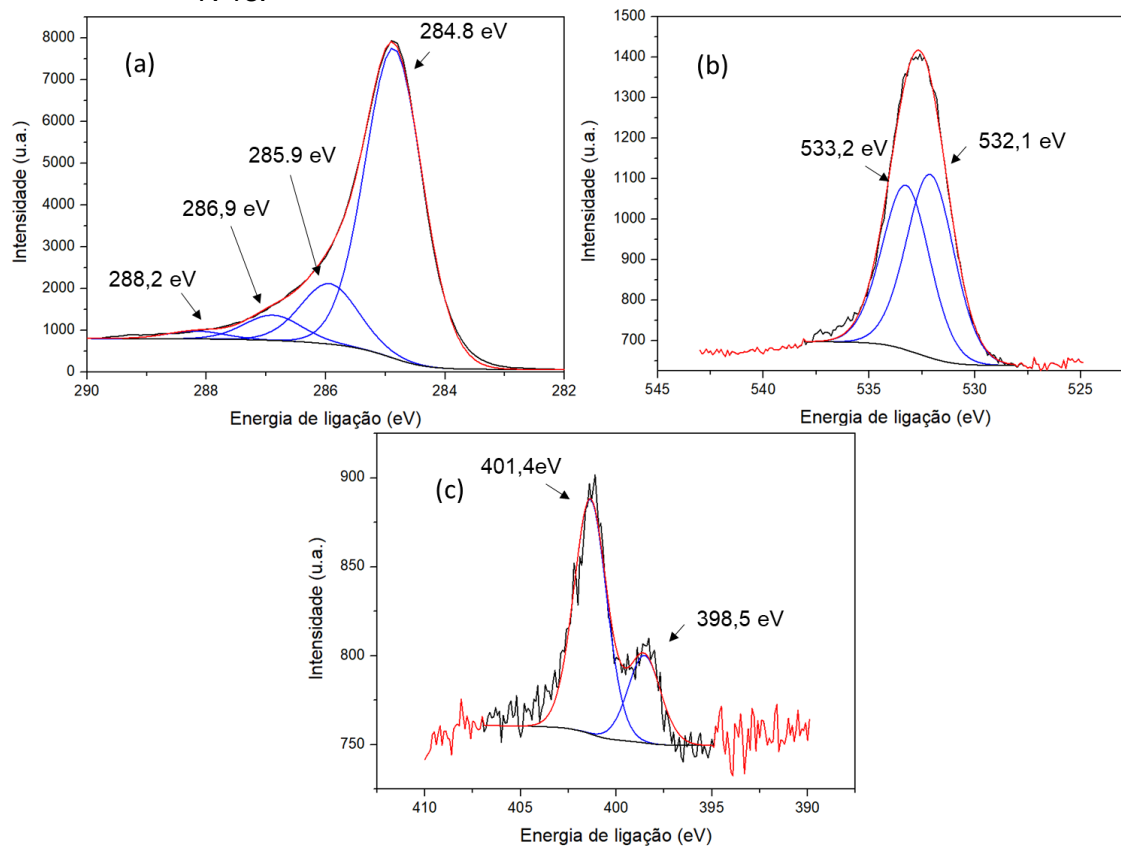 (a)
284.8 eV
285.9 eV
286,9 eV
288,2 eV
8000
7000
6000
5000
4000
3000
2000
1000
0
290
288
286
284
282
Intensidade (u.a.)
Energia de ligação (eV)
(b)
533,2 eV
532,1 eV
1500
1400
1300
1200
1100
1000
900
800
700
600
545
540
535
530
525
Intensidade (u.a.)
Energia de ligação (eV)
(c)
401,4eV
398,5 eV
900
850
800
750
410
405
400
395
390
Intensidade (u.a.)
Energia de ligação (eV)